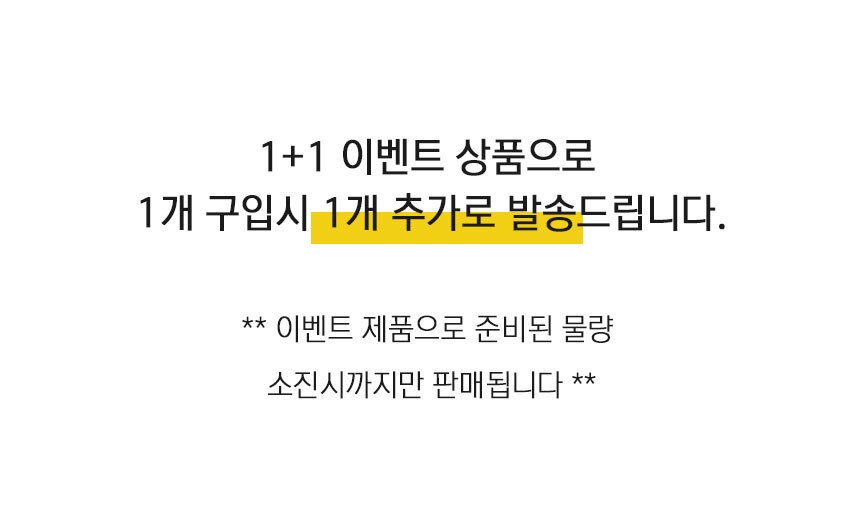 1+1 이벤트 상품으로
1개 구입시 1개 추가로 발송드립니다.
** 이벤트 제품으로 준비된 물량
소진시까지만 판매됩니다 **